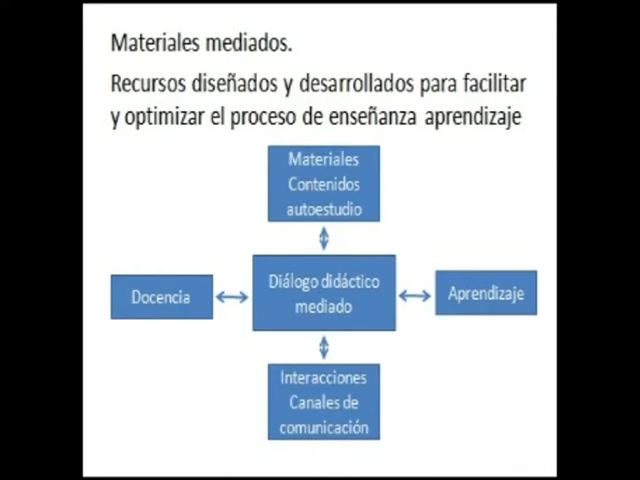 Materiales mediados.
Recursos diseñados y desarrollados para facilitar
y optimizar el proceso de enseñanza aprendizaje
Materiales
Contenidos
autoestudio
Docencia
Diálogo didáctico
mediado
Aprendizaje
Interacciones
Canales de
comunicación